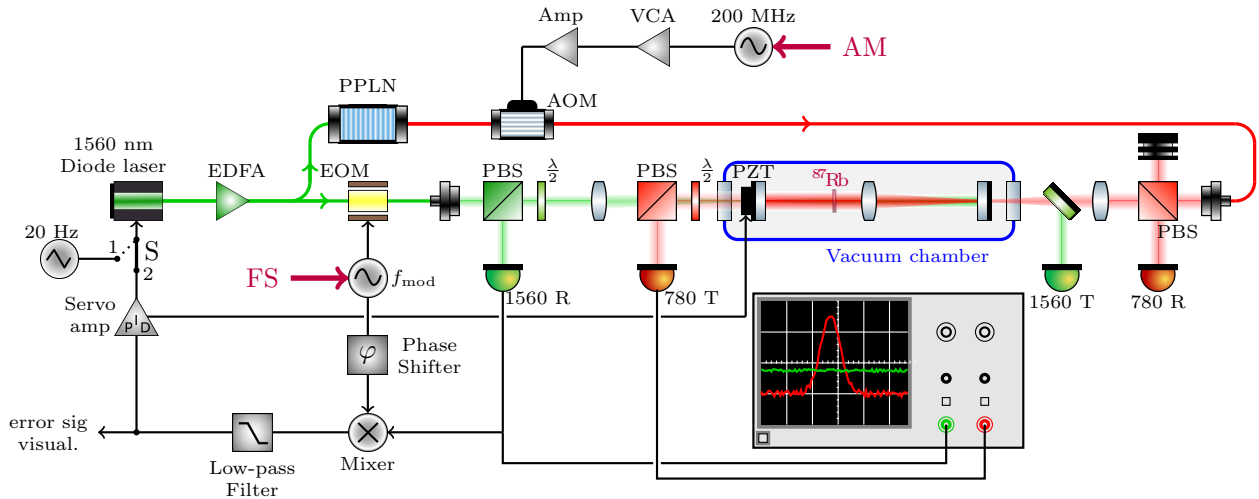 Amp
VCA
200 MHz
AM
PPLN
AOM
1560 nm
Diode laser
EDFA
EOM
PBS
λ/2
PBS
λ/2
PZT
⁸⁷Rb
PBS
Vacuum chamber
20 Hz
1
S
2
FS
f_mod
1560 R
780 T
1560 T
780 R
Servo
amp
P I D
φ
Phase
Shifter
error sig
visual.
Low-pass
Filter
Mixer